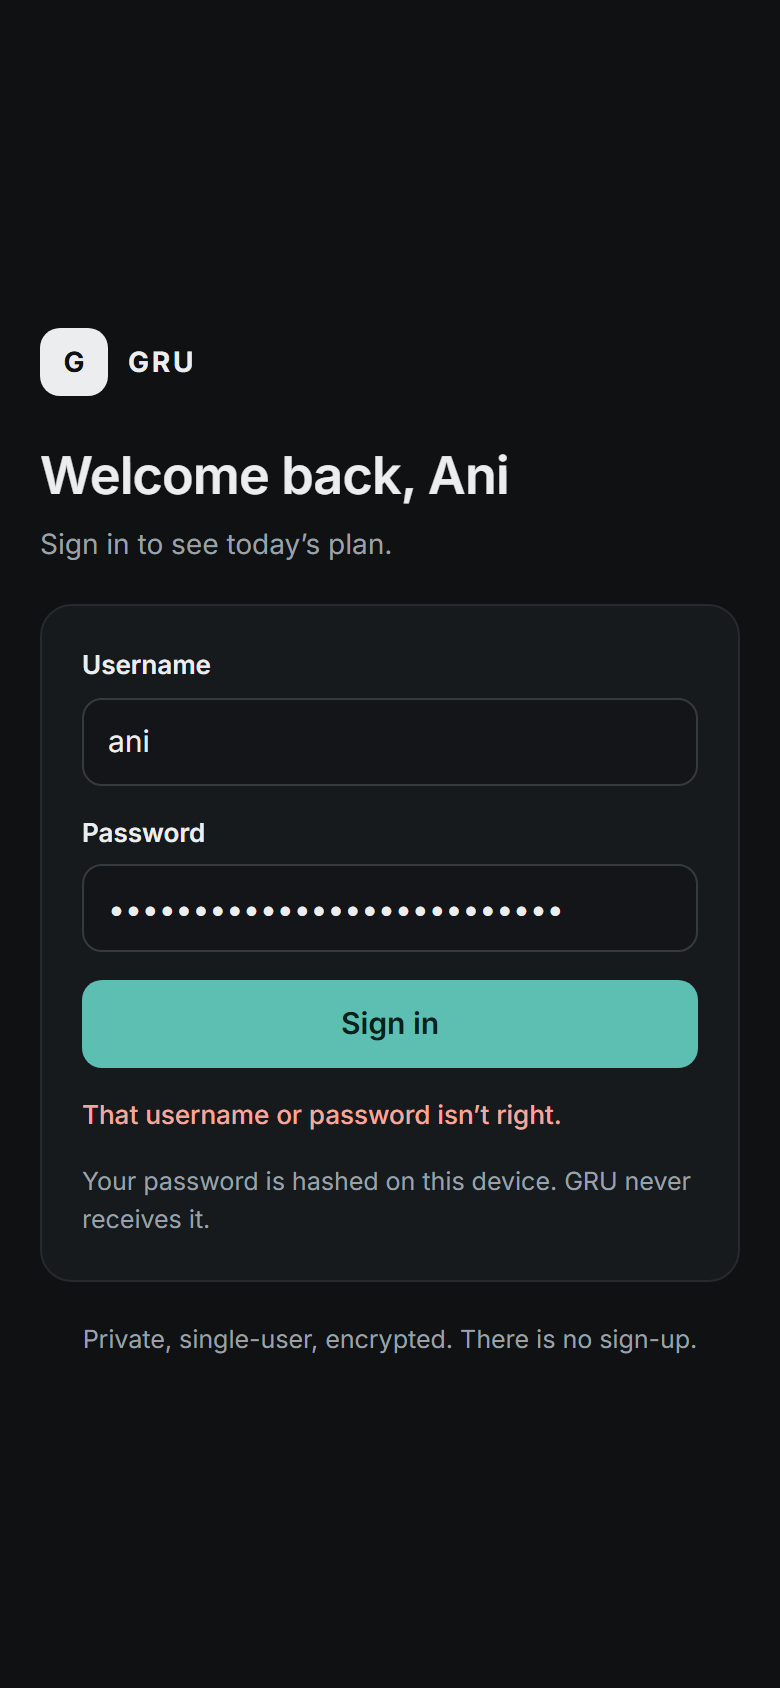 G GRU
Welcome back, Ani
Sign in to see today’s plan.
Username
ani
Password
•••••••••••••••••••••••••••
Sign in
That username or password isn’t right.
Your password is hashed on this device. GRU never
receives it.
Private, single-user, encrypted. There is no sign-up.